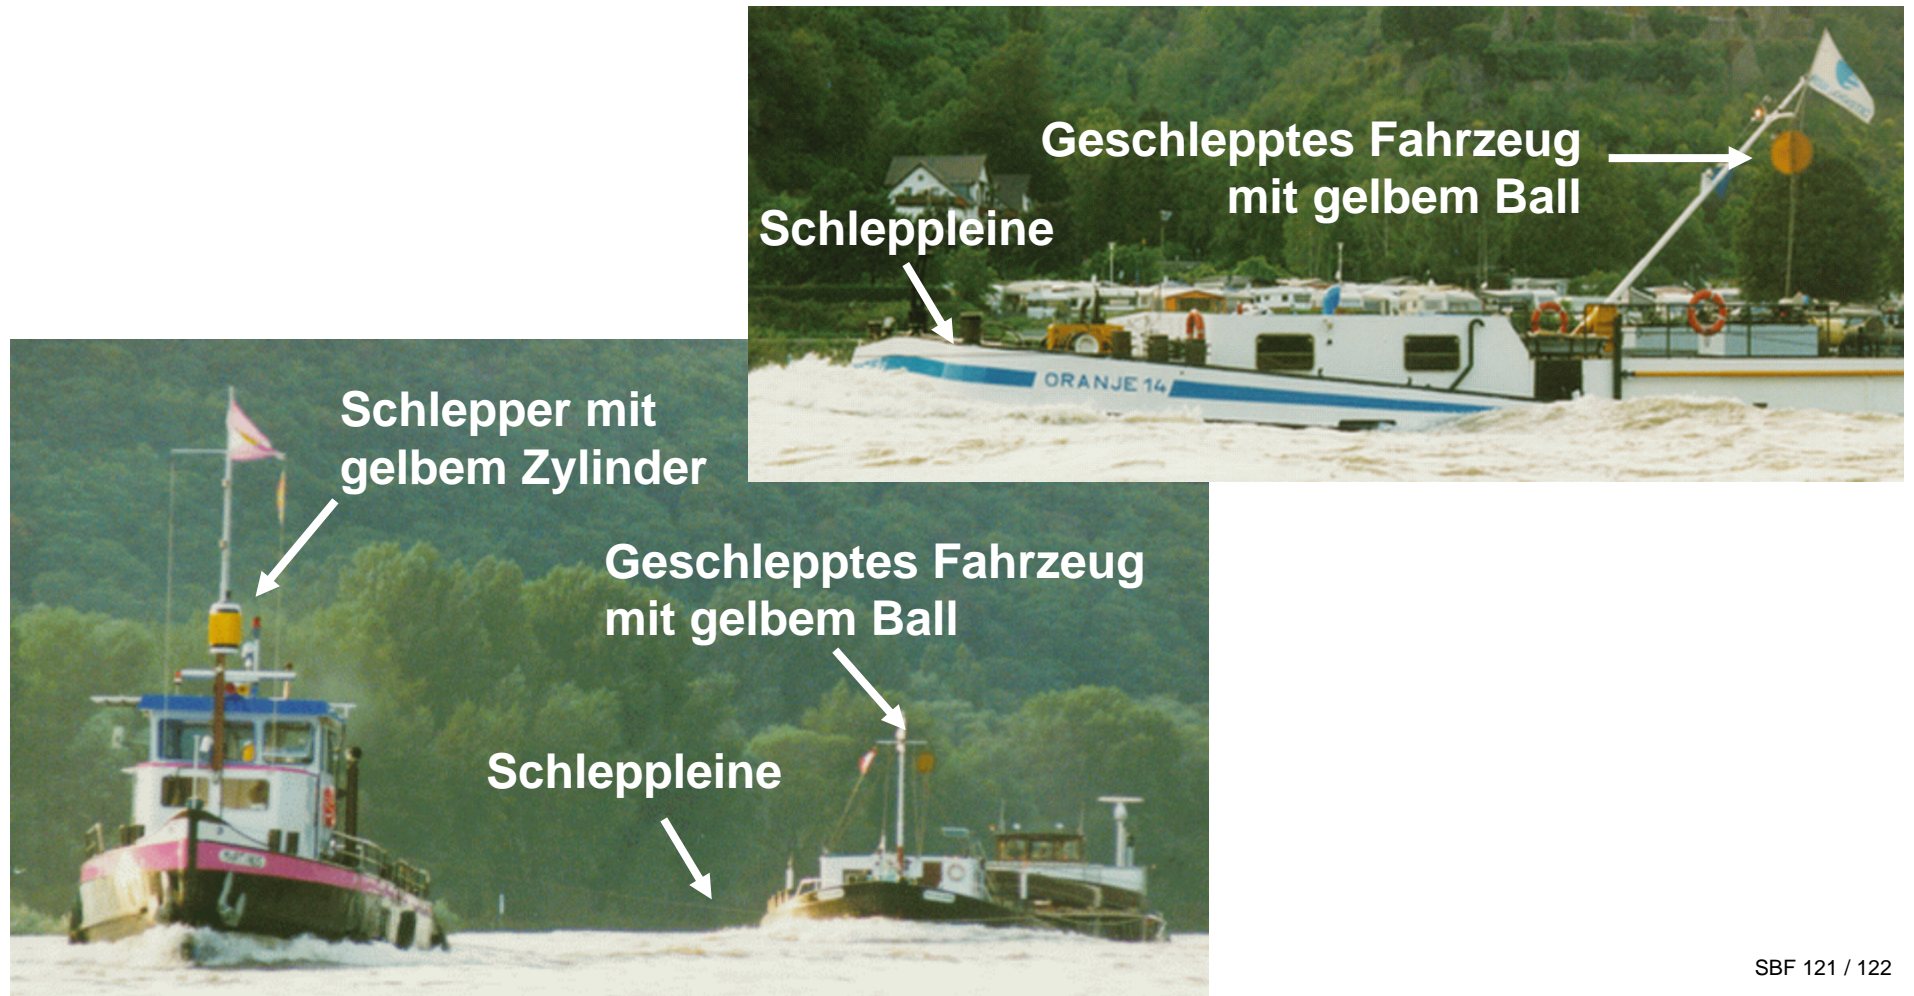 Geschlepptes Fahrzeug
mit gelbem Ball
Schleppleine
ORANJE 14
Schlepper mit
gelbem Zylinder
Geschlepptes Fahrzeug
mit gelbem Ball
Schleppleine
SBF 121 / 122